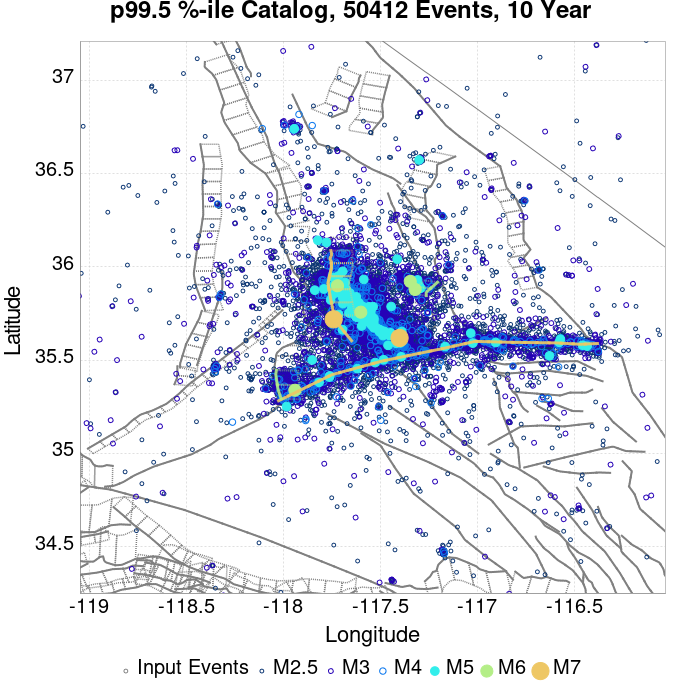 p99.5 %-ile Catalog, 50412 Events, 10 Year
37
36.5
36
35.5
35
34.5
Latitude
-119
-118.5
-118
-117.5
-117
-116.5
Longitude
Input Events
M2.5
M3
M4
M5
M6
M7